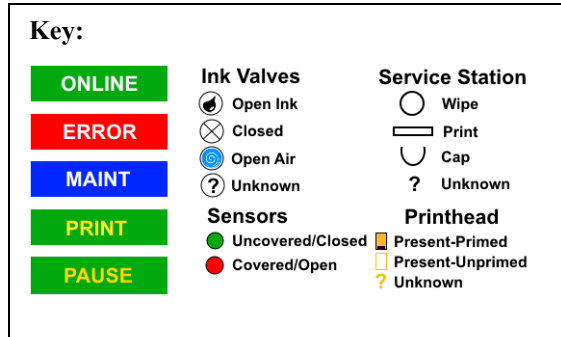 Key:
ONLINE
ERROR
MAINT
PRINT
PAUSE
Ink Valves
Open Ink
Closed
Open Air
? Unknown
Service Station
Wipe
Print
Cap
? Unknown
Sensors
Uncovered/Closed
Covered/Open
Printhead
Present-Primed
Present-Unprimed
? Unknown